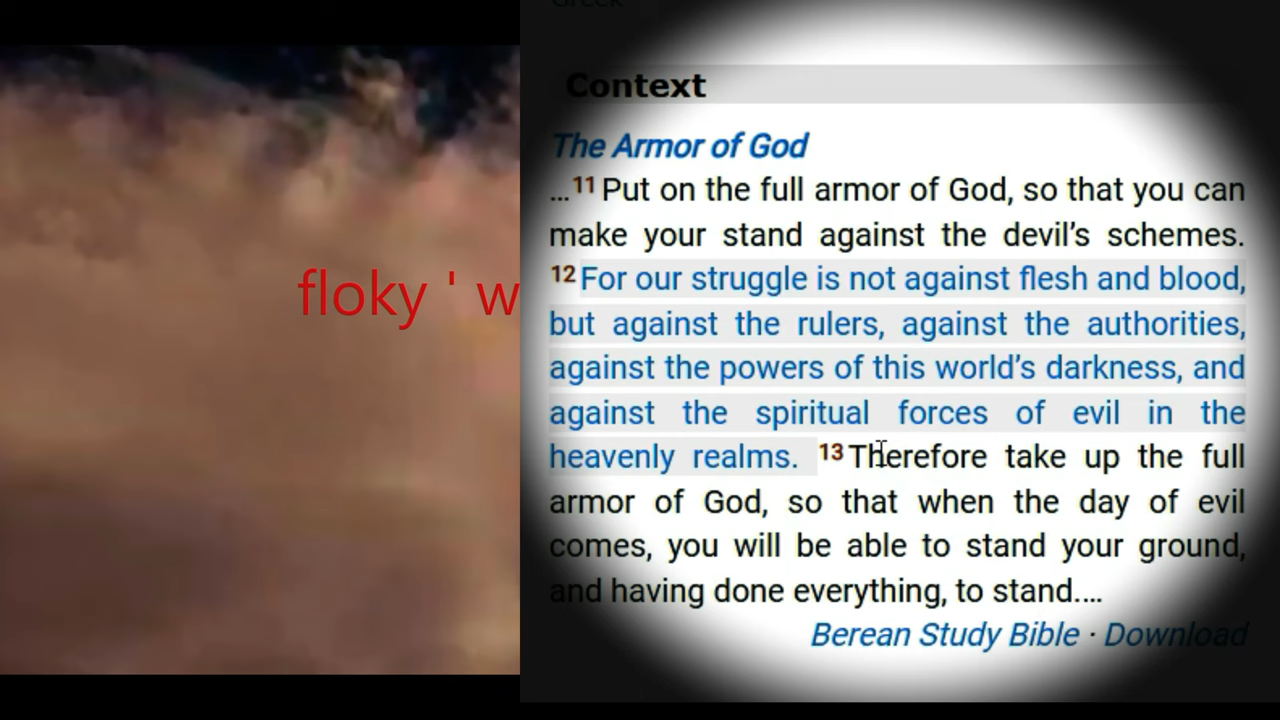 Greek
Context
The Armor of God
…11 Put on the full armor of God, so that you can
make your stand against the devil’s schemes.
12 For our struggle is not against flesh and blood,
but against the rulers, against the authorities,
against the powers of this world’s darkness, and
against the spiritual forces of evil in the
heavenly realms. 13 Therefore take up the full
armor of God, so that when the day of evil
comes, you will be able to stand your ground,
and having done everything, to stand.…
Berean Study Bible · Download
floky ' w